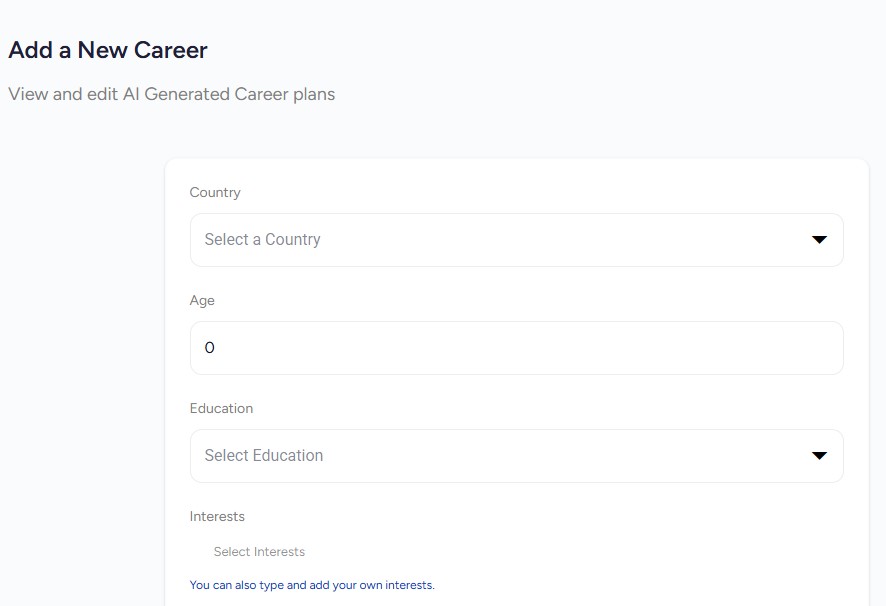 Add a New Career
View and edit AI Generated Career plans
Country
Select a Country
Age
0
Education
Select Education
Interests
Select Interests
You can also type and add your own interests.